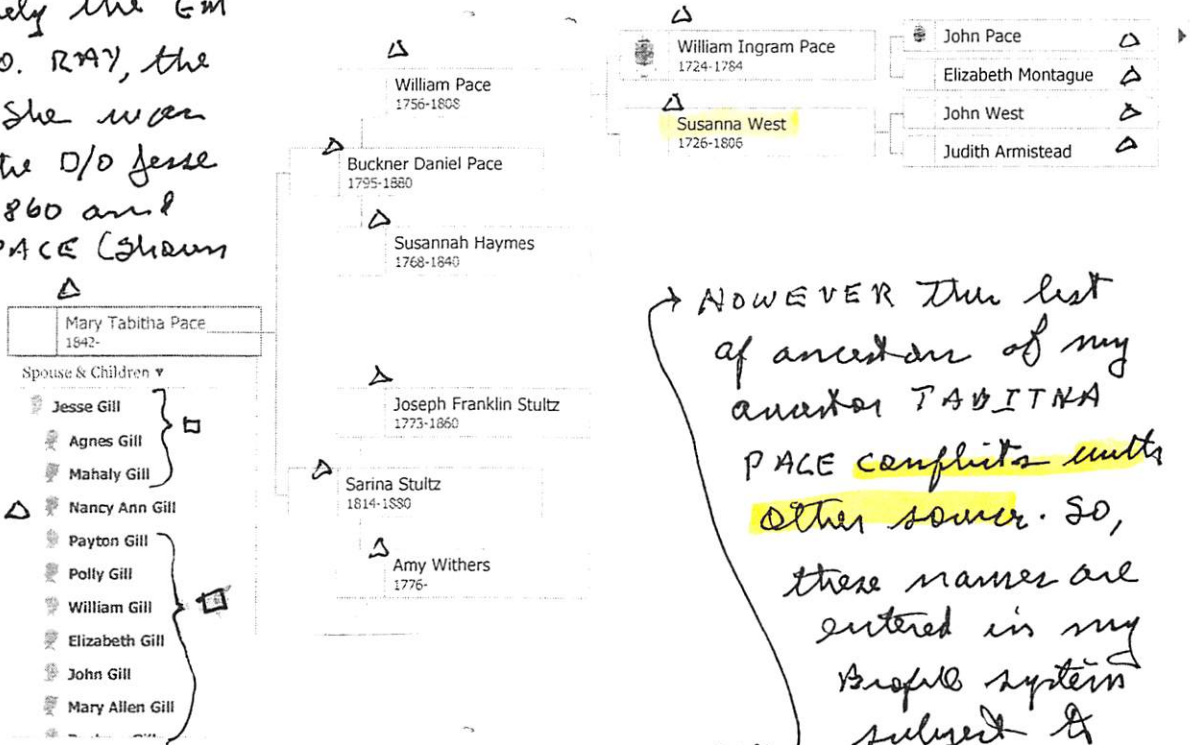 ely the GM
O. RAY, the
She was
the D/O Jesse
1860 and
PACE (Shown
Mary Tabitha Pace
1842-
Spouse & Children ▾
Jesse Gill
Agnes Gill
Mahaly Gill
Nancy Ann Gill
Payton Gill
Polly Gill
William Gill
Elizabeth Gill
John Gill
Mary Allen Gill
William Pace
1756-1808
Buckner Daniel Pace
1795-1880
Susannah Haymes
1768-1840
Joseph Franklin Stultz
1773-1860
Sarina Stultz
1814-1880
Amy Withers
1776-
William Ingram Pace
1724-1784
Susanna West
1726-1806
John Pace
Elizabeth Montague
John West
Judith Armistead
HOWEVER this list
of ancestors of my
ancestor TABITHA
PACE conflicts with
other source. So,
these names are
entered in my
system
subject to